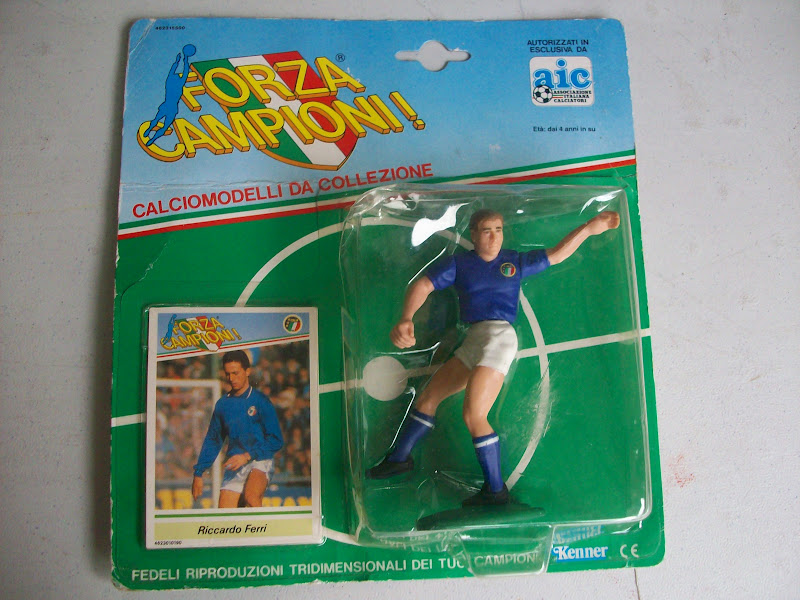 FORZA
CAMPIONI!
®
AUTORIZZATI IN
ESCLUSIVA DA
aic
ASSOCIAZIONE
ITALIANA
CALCIATORI
Età: dai 4 anni in su
CALCIOMODELLI DA COLLEZIONE
FORZA
CAMPIONI!
Riccardo Ferri
FEDELI RIPRODUZIONI TRIDIMENSIONALI DEI TUOI CAMPIONI
Kenner CE